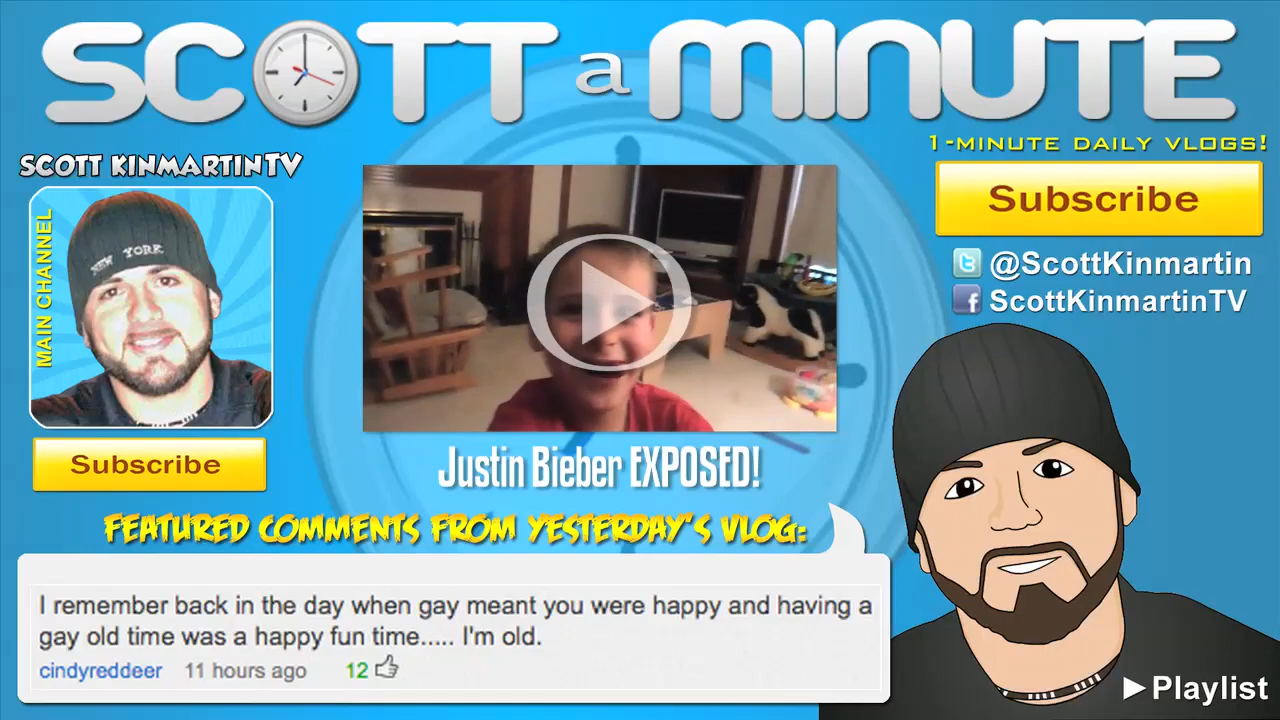 SCOTT a MINUTE
1-MINUTE DAILY VLOGS!
SCOTT KINMARTINTV
MAIN CHANNEL
NEW YORK
Subscribe
Subscribe
@ScottKinmartin
ScottKinmartinTV
Justin Bieber EXPOSED!
FEATURED COMMENTS FROM YESTERDAY'S VLOG:
I remember back in the day when gay meant you were happy and having a
gay old time was a happy fun time..... I'm old.
cindyreddeer 11 hours ago 12
►Playlist